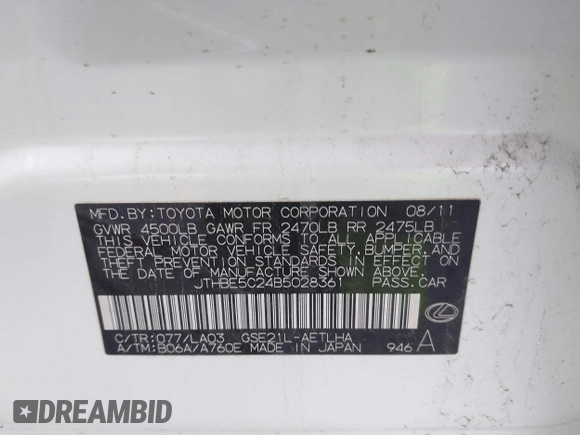 MFD. BY: TOYOTA MOTOR CORPORATION 08/11
GVWR 4500LB GAWR FR 2470LB RR 2475LB
THIS VEHICLE CONFORMS TO ALL APPLICABLE
FEDERAL MOTOR VEHICLE SAFETY, BUMPER, AND
THEFT PREVENTION STANDARDS IN EFFECT ON
THE DATE OF MANUFACTURE SHOWN ABOVE.
JTHBE5C24B5028361 PASS. CAR
C/TR: 077/LA03 GSE21L-AETLHA
A/TM: B06A/A760E MADE IN JAPAN 946 A
DREAMBID